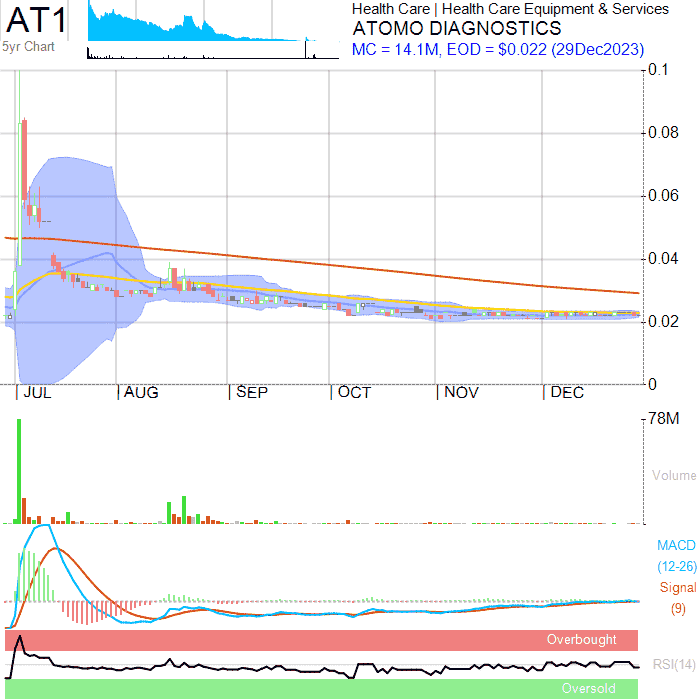 AT1
5yr Chart
Health Care | Health Care Equipment & Services
ATOMO DIAGNOSTICS
MC = 14.1M, EOD = $0.022 (29Dec2023)
0.1
0.08
0.06
0.04
0.02
0
JUL AUG SEP OCT NOV DEC
78M
Volume
MACD
(12-26)
Signal
(9)
Overbought
RSI(14)
Oversold